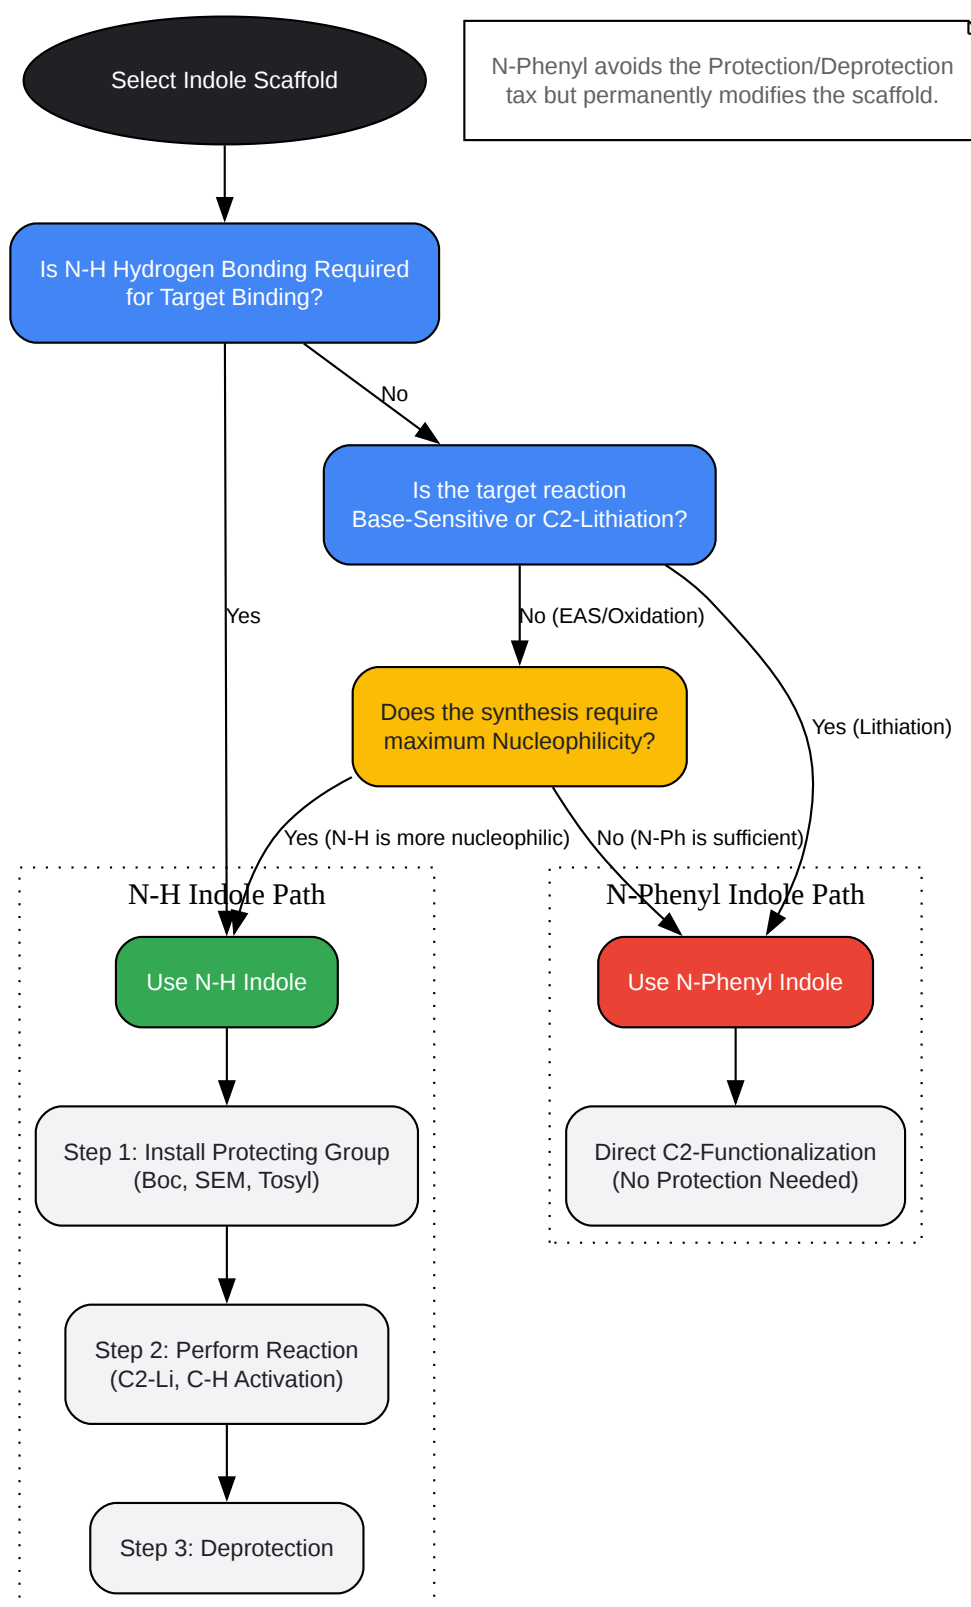 Select Indole Scaffold
N-Phenyl avoids the Protection/Deprotection
tax but permanently modifies the scaffold.
Is N-H Hydrogen Bonding Required
for Target Binding?
No
Is the target reaction
Base-Sensitive or C2-Lithiation?
Yes
No (EAS/Oxidation)
Does the synthesis require
maximum Nucleophilicity?
Yes (Lithiation)
Yes (N-H is more nucleophilic)
No (N-Ph is sufficient)
N-H Indole Path
N-Phenyl Indole Path
Use N-H Indole
Use N-Phenyl Indole
Step 1: Install Protecting Group
(Boc, SEM, Tosyl)
Direct C2-Functionalization
(No Protection Needed)
Step 2: Perform Reaction
(C2-Li, C-H Activation)
Step 3: Deprotection